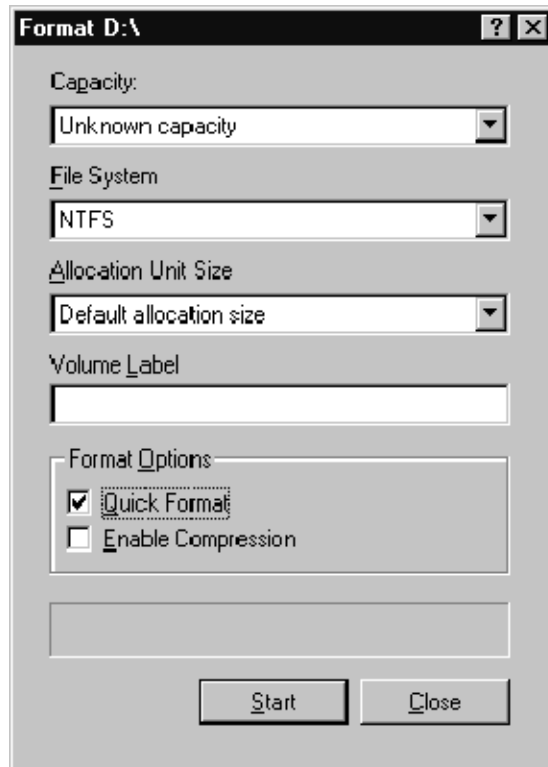 Format D:\
Capacity:
Unknown capacity
File System
NTFS
Allocation Unit Size
Default allocation size
Volume Label
Format Options
Quick Format
Enable Compression
Start
Close